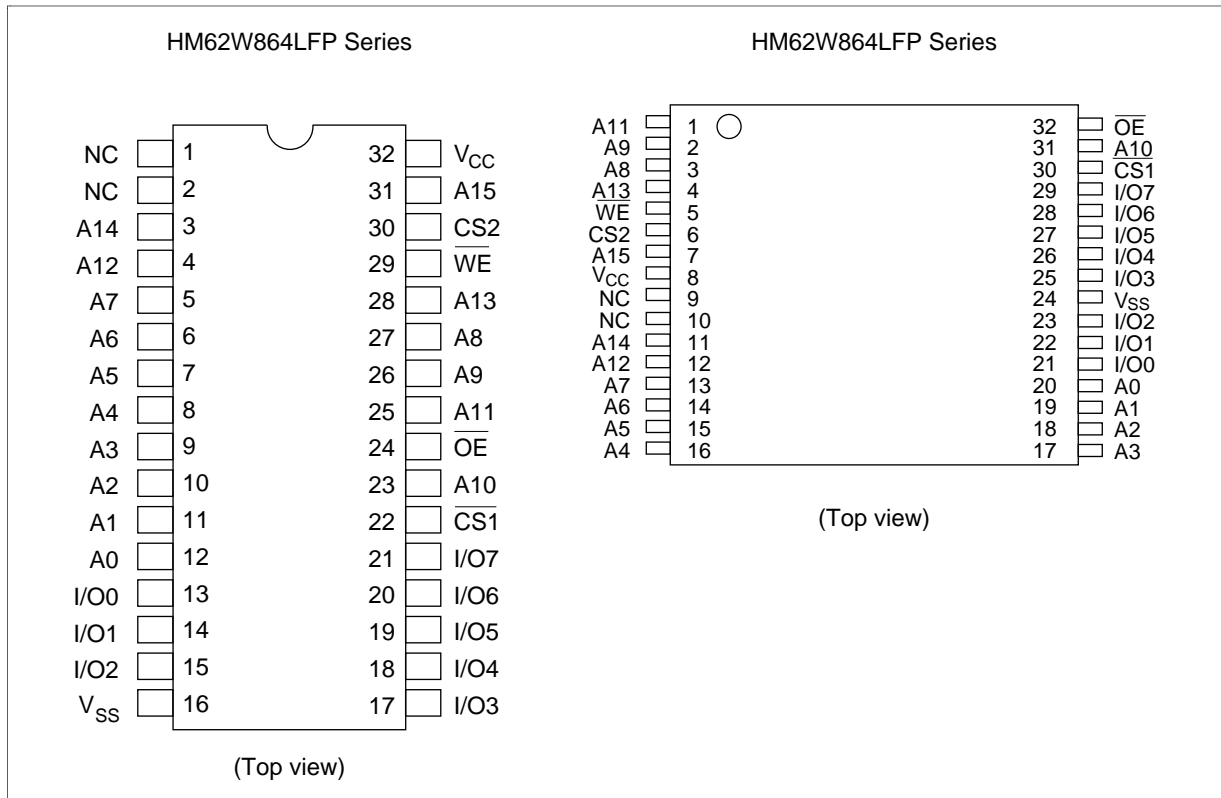 HM62W864LFP Series
NC 1 32 VCC
NC 2 31 A15
A14 3 30 CS2
A12 4 29 W̅E̅
A7 5 28 A13
A6 6 27 A8
A5 7 26 A9
A4 8 25 A11
A3 9 24 O̅E̅
A2 10 23 A10
A1 11 22 C̅S̅1̅
A0 12 21 I/O7
I/O0 13 20 I/O6
I/O1 14 19 I/O5
I/O2 15 18 I/O4
VSS 16 17 I/O3
(Top view)
HM62W864LFP Series
A11 1 32 O̅E̅
A9 2 31 A10
A8 3 30 C̅S̅1̅
A13 4 29 I/O7
W̅E̅ 5 28 I/O6
CS2 6 27 I/O5
A15 7 26 I/O4
VCC 8 25 I/O3
NC 9 24 VSS
NC 10 23 I/O2
A14 11 22 I/O1
A12 12 21 I/O0
A7 13 20 A0
A6 14 19 A1
A5 15 18 A2
A4 16 17 A3
(Top view)